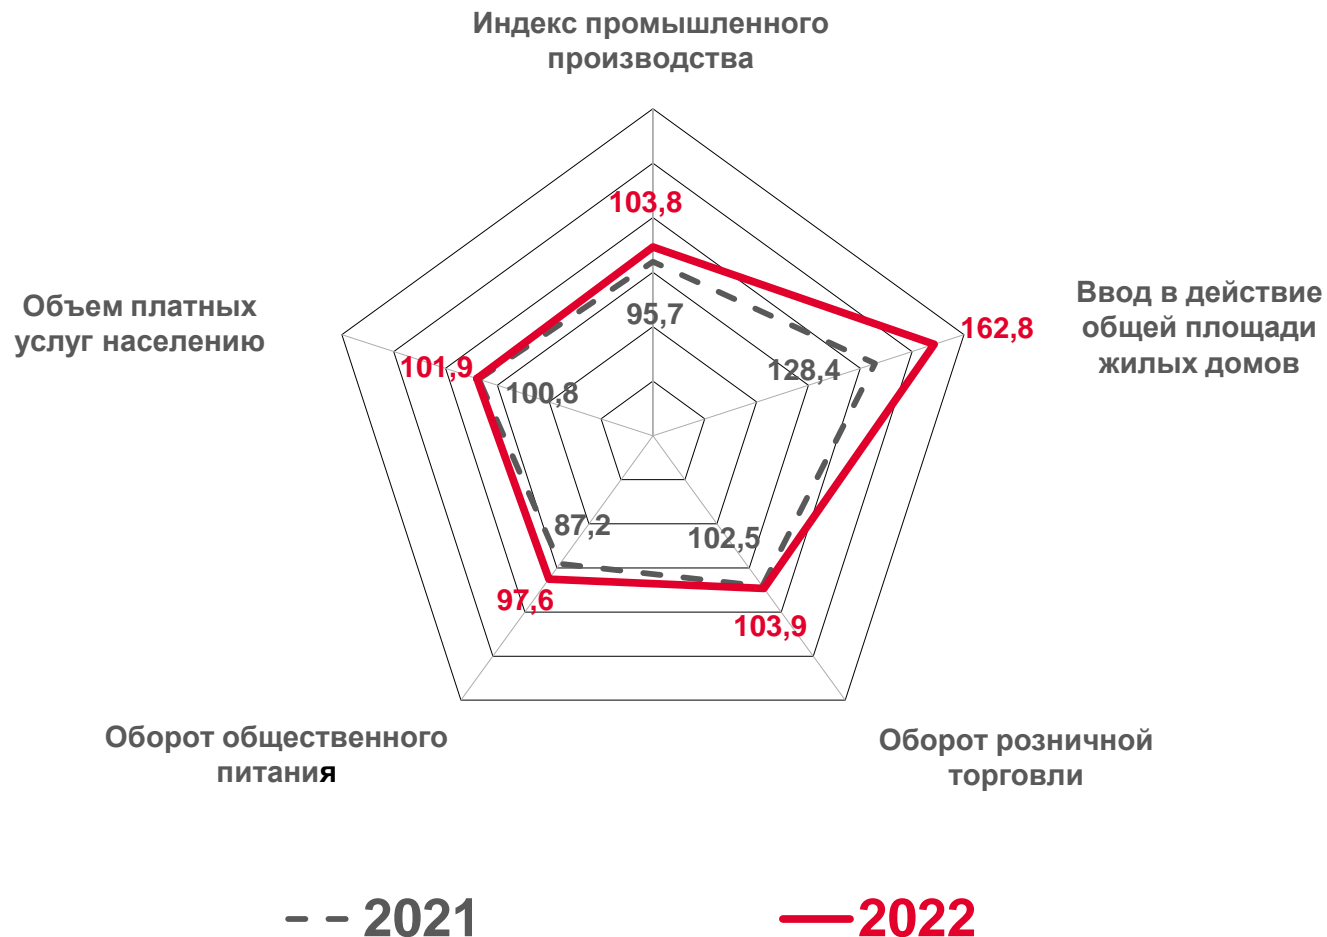 Индекс промышленного
производства
103,8
95,7
Ввод в действие
общей площади
жилых домов
162,8
128,4
Объем платных
услуг населению
101,9
100,8
87,2
102,5
97,6
103,9
Оборот общественного
питания
Оборот розничной
торговли
2021
2022